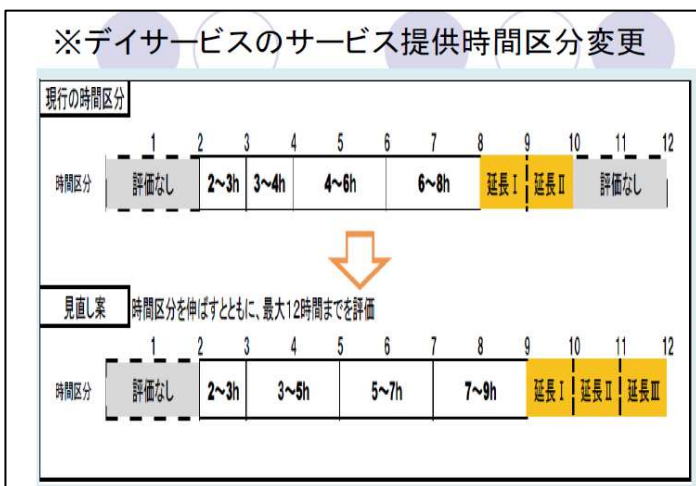 ※デイサービスのサービス提供時間区分変更
現行の時間区分
1 2 3 4 5 6 7 8 9 10 11 12
時間区分 評価なし 2～3h 3～4h 4～6h 6～8h 延長Ⅰ 延長Ⅱ 評価なし
見直し案 時間区分を伸ばすとともに、最大12時間までを評価
1 2 3 4 5 6 7 8 9 10 11 12
時間区分 評価なし 2～3h 3～5h 5～7h 7～9h 延長Ⅰ 延長Ⅱ 延長Ⅲ